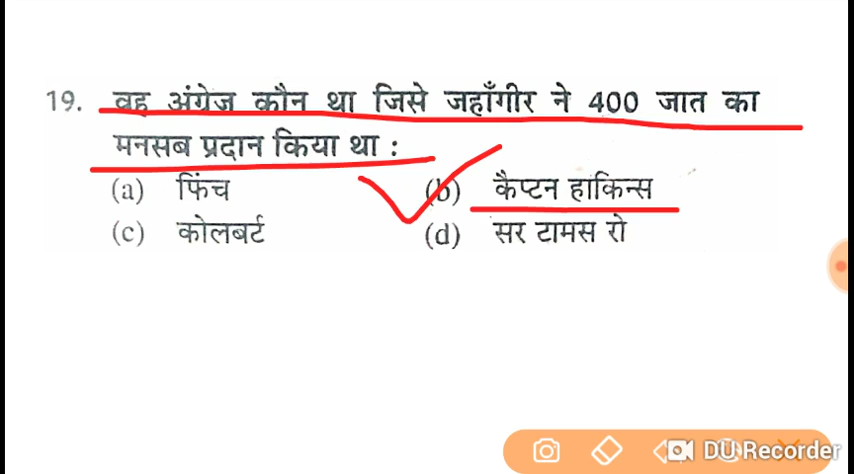 19. वह अंग्रेज कौन था जिसे जहाँगीर ने 400 जात का
मनसब प्रदान किया था :
(a) फिंच (b) कैप्टन हाकिन्स
(c) कोलबर्ट (d) सर टामस रो
DU Recorder